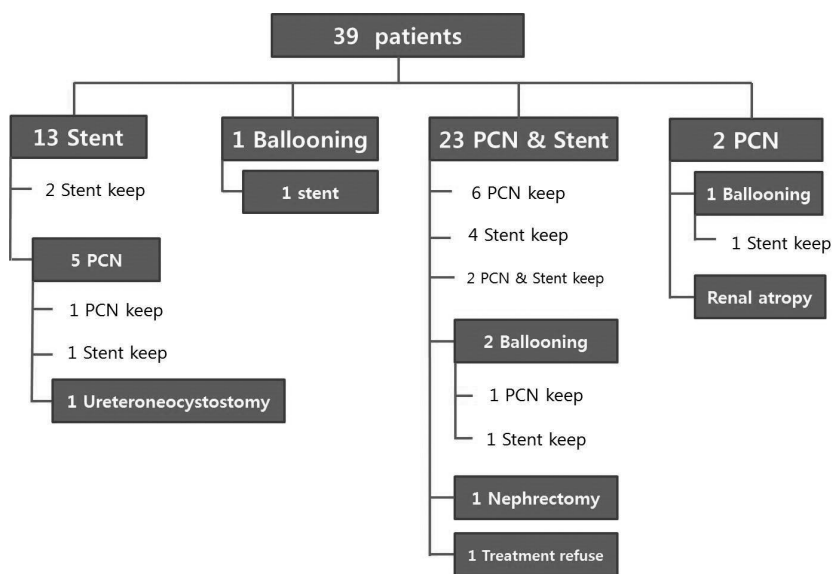 39 patients
13 Stent
2 Stent keep
5 PCN
1 PCN keep
1 Stent keep
1 Ureteroneocystostomy
1 Ballooning
1 stent
23 PCN & Stent
6 PCN keep
4 Stent keep
2 PCN & Stent keep
2 Ballooning
1 PCN keep
1 Stent keep
1 Nephrectomy
1 Treatment refuse
2 PCN
1 Ballooning
1 Stent keep
Renal atropy